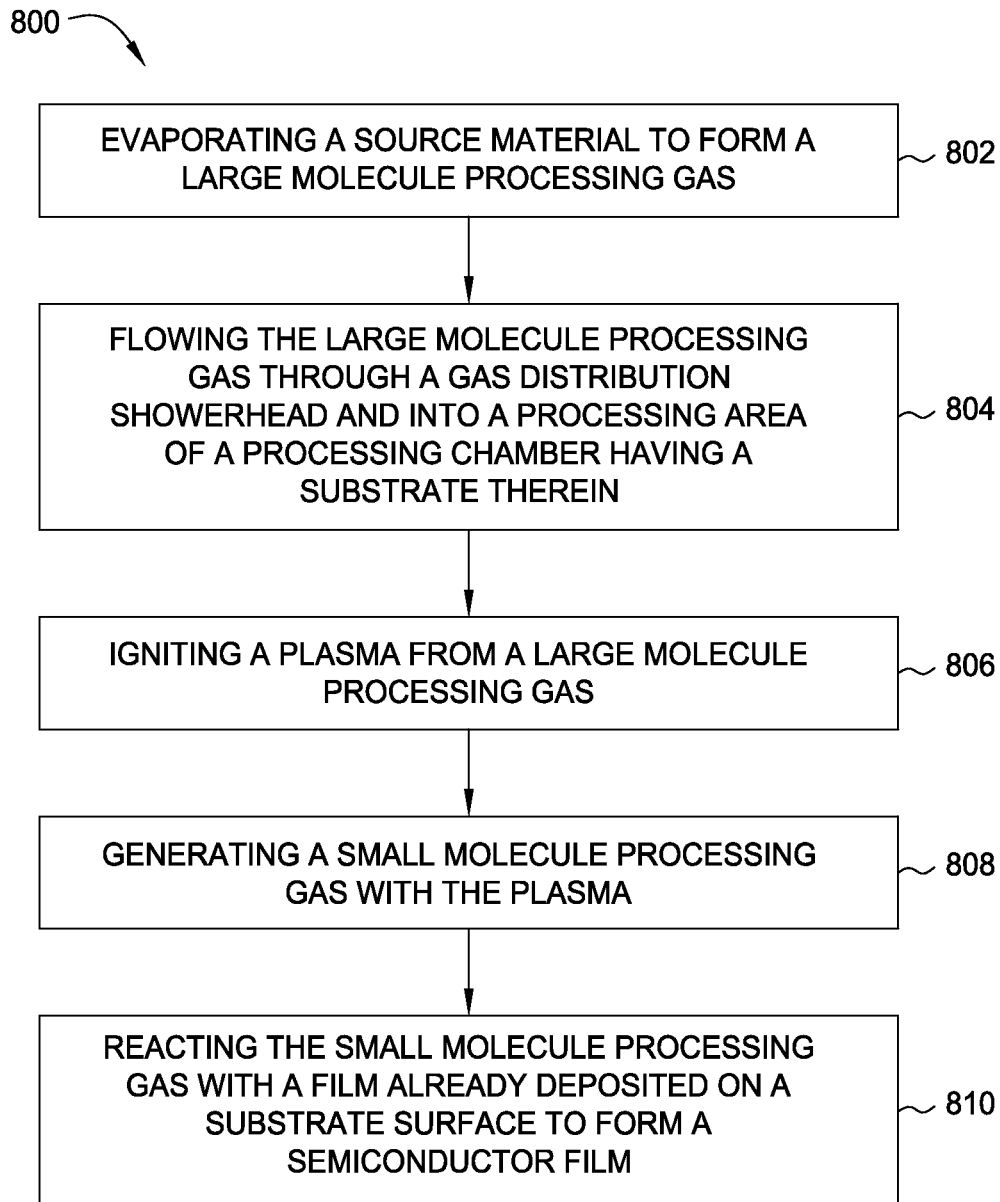 800
EVAPORATING A SOURCE MATERIAL TO FORM A
LARGE MOLECULE PROCESSING GAS
802
FLOWING THE LARGE MOLECULE PROCESSING
GAS THROUGH A GAS DISTRIBUTION
SHOWERHEAD AND INTO A PROCESSING AREA
OF A PROCESSING CHAMBER HAVING A
SUBSTRATE THEREIN
804
IGNITING A PLASMA FROM A LARGE MOLECULE
PROCESSING GAS
806
GENERATING A SMALL MOLECULE PROCESSING
GAS WITH THE PLASMA
808
REACTING THE SMALL MOLECULE PROCESSING
GAS WITH A FILM ALREADY DEPOSITED ON A
SUBSTRATE SURFACE TO FORM A
SEMICONDUCTOR FILM
810